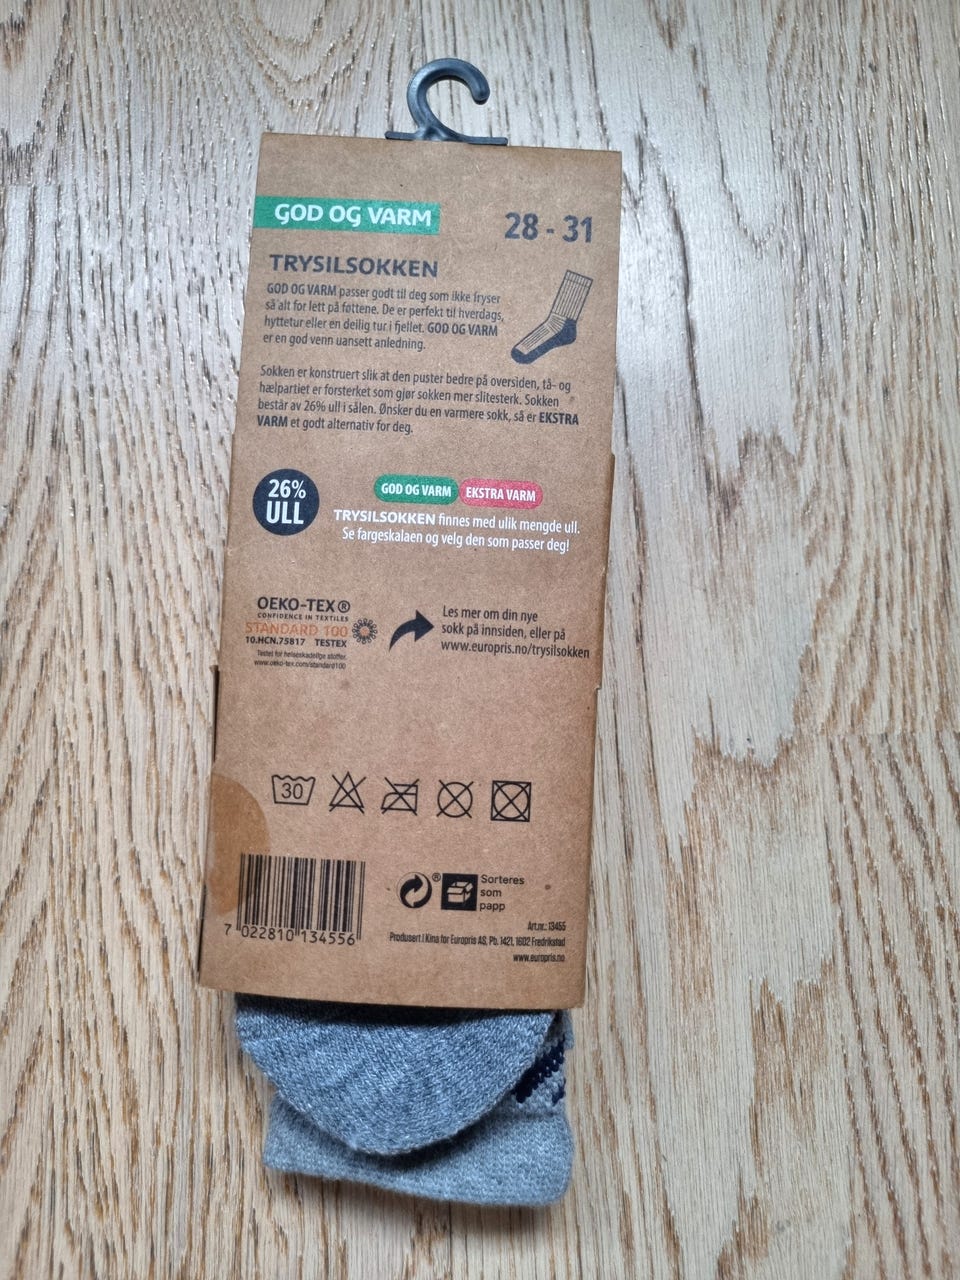 GOD OG VARM
28 - 31
TRYSILSOKKEN
GOD OG VARM passer godt til deg som ikke fryser
så alt for lett på føttene. De er perfekt til hverdags,
hyttetur eller en deilig tur i fjellet. GOD OG VARM
er en god venn uansett anledning.
Sokken er konstruert slik at den puster bedre på oversiden, tå- og
hælpartiet er forsterket som gjør sokken mer slitesterk. Sokken
består av 26% ull i sålen. Ønsker du en varmere sokk, så er EKSTRA
VARM et godt alternativ for deg.
26%
ULL
GOD OG VARM EKSTRA VARM
TRYSILSOKKEN finnes med ulik mengde ull.
Se fargeskalaen og velg den som passer deg!
OEKO-TEX®
CONFIDENCE IN TEXTILES
STANDARD 100
10.HCN.75817 TESTEX
Testet for helseskadelige stoffer.
www.oeko-tex.com/standard100
Les mer om din nye
sokk på innsiden, eller på
www.europris.no/trysilsokken
30
7 022810 134556
®
Sorteres
som
papp
Art.nr.: 13455
Produsert i Kina for Europris AS, Pb. 1421, 1602 Fredrikstad
www.europris.no